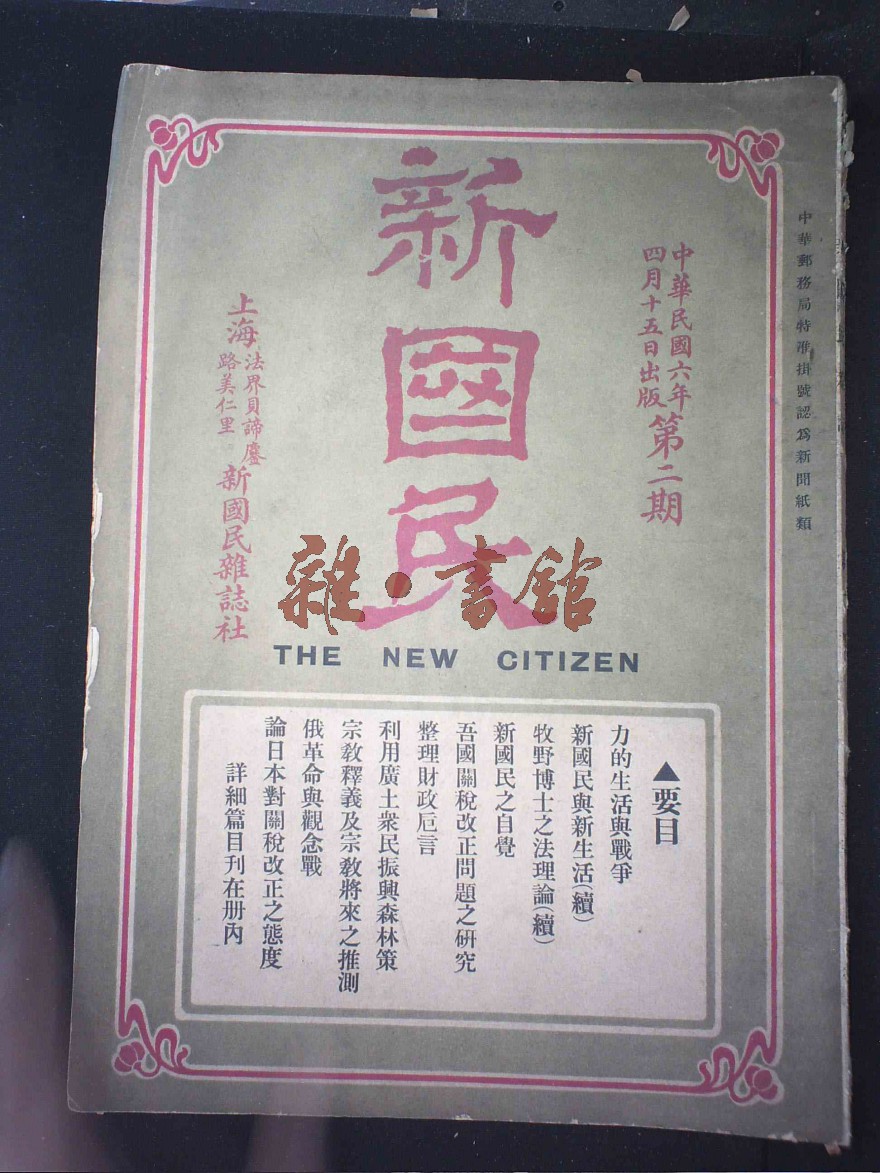 中華郵務局特准掛號認爲新聞紙類
中華民國六年
四月十五日出版
第二期
新國民
上海
法界貝諦鏖
路美仁里
新國民雜誌社
雜·書館
THE NEW CITIZEN
▲要目
力的生活與戰爭
新國民與新生活(續)
牧野博士之法理論(續)
新國民之自覺
吾國關稅改正問題之研究
整理財政卮言
利用廣土衆民振興森林策
宗教釋義及宗教將來之推測
俄革命與觀念戰
論日本對關稅改正之態度
詳細篇目刊在册內